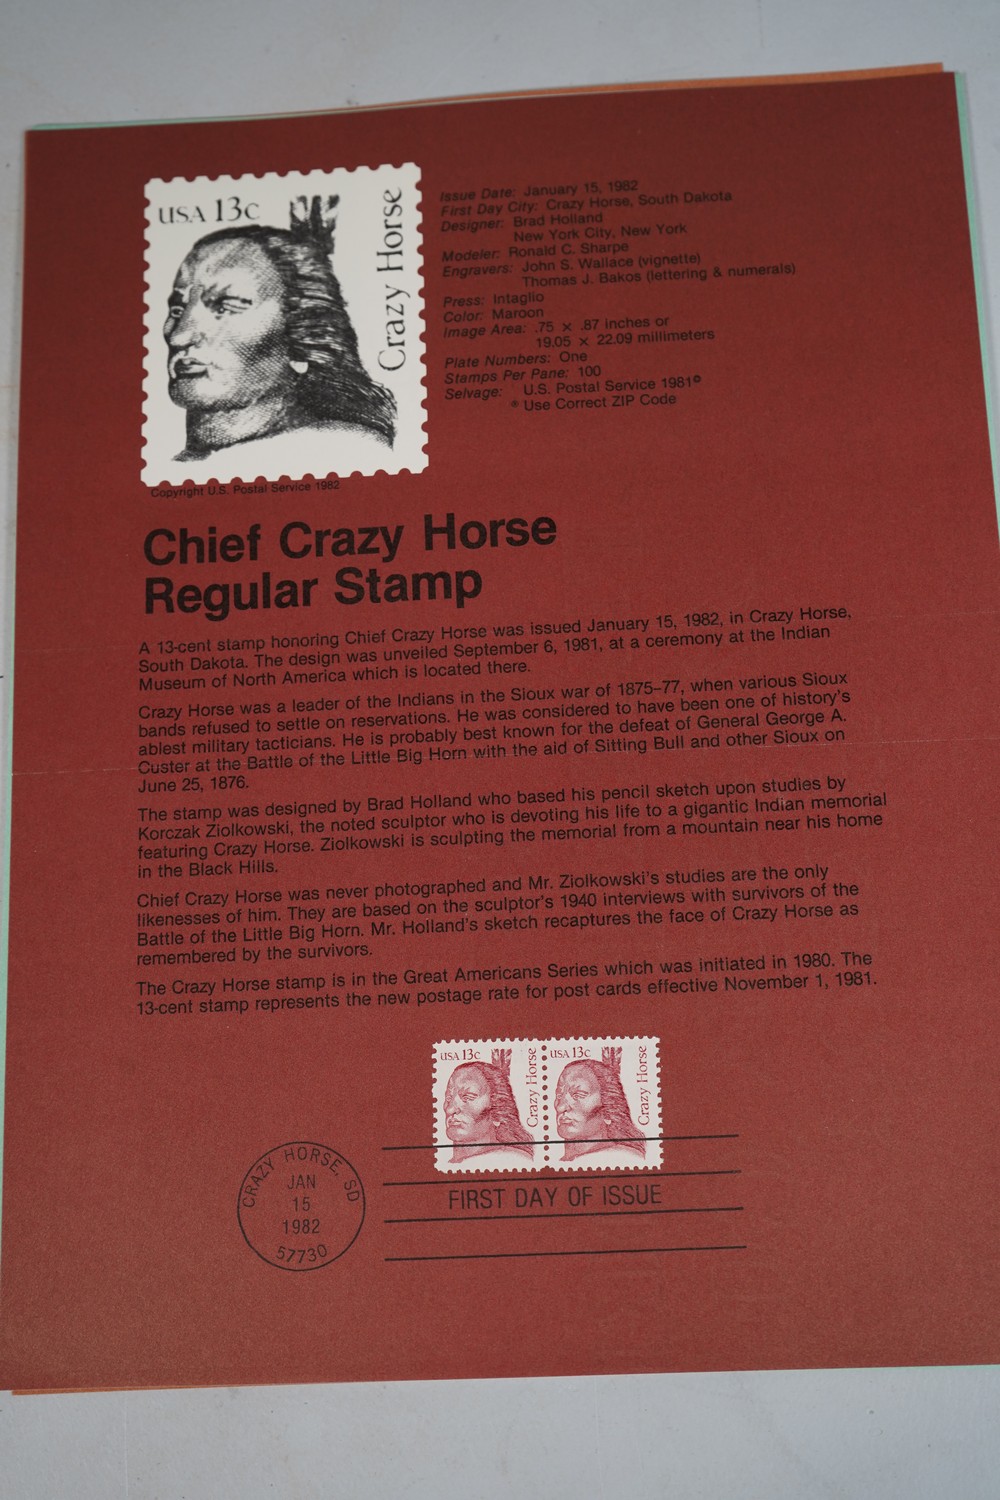 USA 13c
Crazy Horse
Copyright U.S. Postal Service 1982
Issue Date: January 15, 1982
First Day City: Crazy Horse, South Dakota
Designer: Brad Holland
New York City, New York
Modeler: Ronald C. Sharpe
Engravers: John S. Wallace (vignette)
Thomas J. Bakos (lettering & numerals)
Press: Intaglio
Color: Maroon
Image Area: .75 × .87 inches or
19.05 × 22.09 millimeters
Plate Numbers: One
Stamps Per Pane: 100
Selvage: U.S. Postal Service 1981©
® Use Correct ZIP Code
Chief Crazy Horse
Regular Stamp
A 13-cent stamp honoring Chief Crazy Horse was issued January 15, 1982, in Crazy Horse,
South Dakota. The design was unveiled September 6, 1981, at a ceremony at the Indian
Museum of North America which is located there.
Crazy Horse was a leader of the Indians in the Sioux war of 1875–77, when various Sioux
bands refused to settle on reservations. He was considered to have been one of history's
ablest military tacticians. He is probably best known for the defeat of General George A.
Custer at the Battle of the Little Big Horn with the aid of Sitting Bull and other Sioux on
June 25, 1876.
The stamp was designed by Brad Holland who based his pencil sketch upon studies by
Korczak Ziolkowski, the noted sculptor who is devoting his life to a gigantic Indian memorial
featuring Crazy Horse. Ziolkowski is sculpting the memorial from a mountain near his home
in the Black Hills.
Chief Crazy Horse was never photographed and Mr. Ziolkowski's studies are the only
likenesses of him. They are based on the sculptor's 1940 interviews with survivors of the
Battle of the Little Big Horn. Mr. Holland's sketch recaptures the face of Crazy Horse as
remembered by the survivors.
The Crazy Horse stamp is in the Great Americans Series which was initiated in 1980. The
13-cent stamp represents the new postage rate for post cards effective November 1, 1981.
USA 13c
Crazy Horse
USA 13c
Crazy Horse
CRAZY HORSE, SD
JAN
15
1982
57730
FIRST DAY OF ISSUE